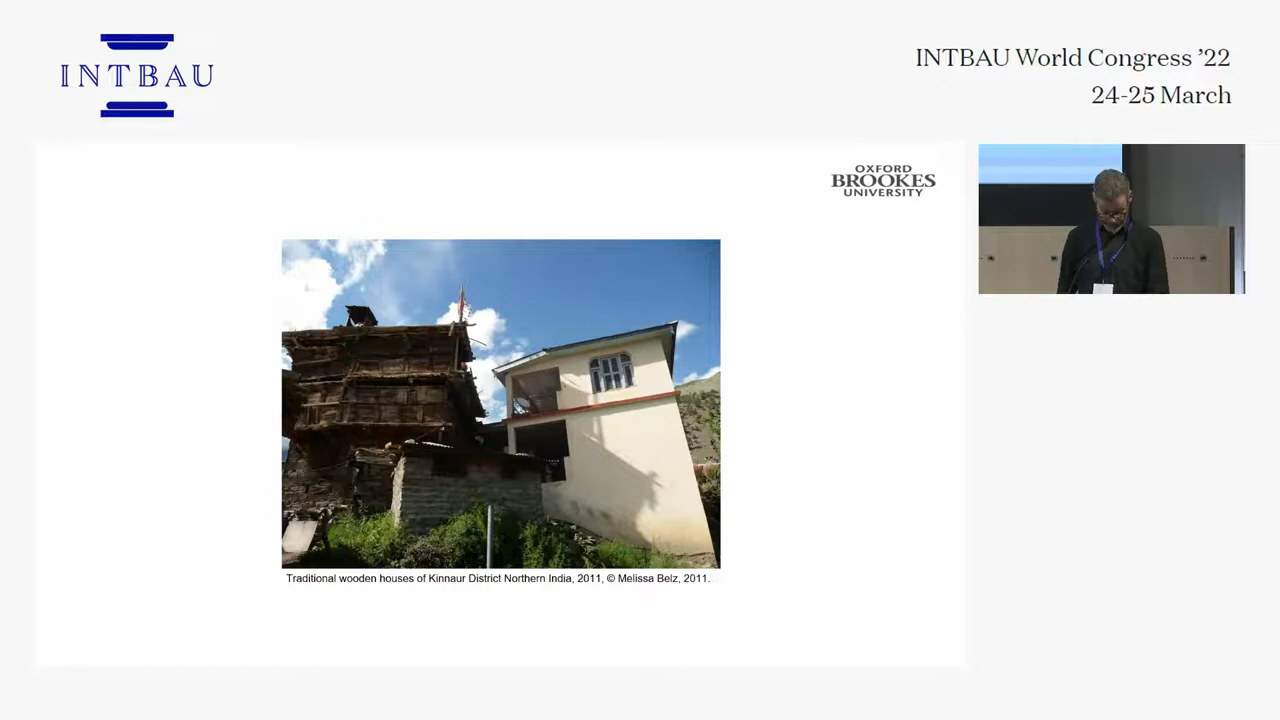 INTBAU
INTBAU World Congress ’22
24-25 March
OXFORD
BROOKES
UNIVERSITY
Traditional wooden houses of Kinnaur District Northern India, 2011, © Melissa Belz, 2011.